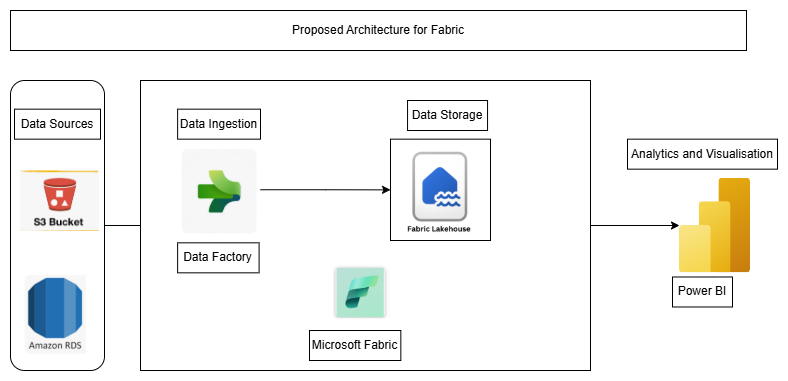 Proposed Architecture for Fabric
Data Sources
S3 Bucket
Amazon RDS
Data Ingestion
Data Factory
Data Storage
Fabric Lakehouse
Microsoft Fabric
Analytics and Visualisation
Power BI